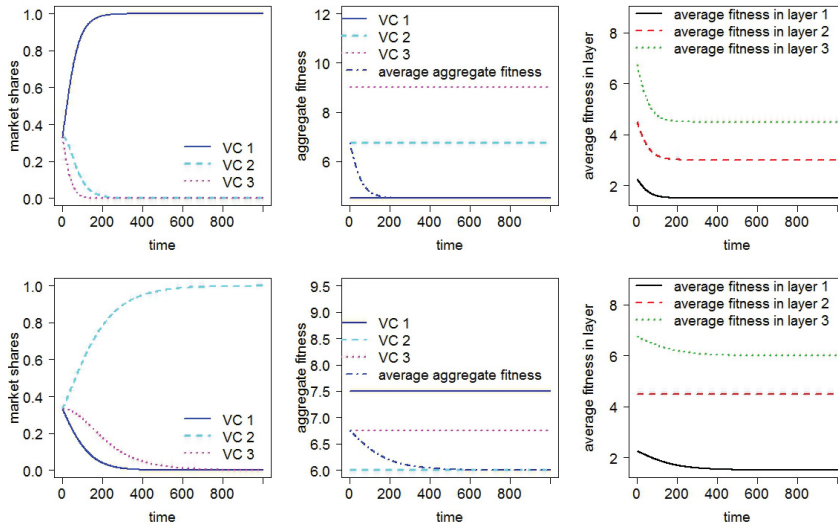 market shares
1.0
0.8
0.6
0.4
0.2
0.0
VC 1
VC 2
VC 3
0 200 400 600 800
time
aggregate fitness
12
10
8
6
VC 1
VC 2
VC 3
average aggregate fitness
0 200 400 600 800
time
average fitness in layer
8
6
4
2
average fitness in layer 1
average fitness in layer 2
average fitness in layer 3
0 200 400 600 800
time
market shares
1.0
0.8
0.6
0.4
0.2
0.0
VC 1
VC 2
VC 3
0 200 400 600 800
time
aggregate fitness
9.5
9.0
8.5
8.0
7.5
7.0
6.5
6.0
VC 1
VC 2
VC 3
average aggregate fitness
0 200 400 600 800
time
average fitness in layer
8
6
4
2
average fitness in layer 1
average fitness in layer 2
average fitness in layer 3
0 200 400 600 800
time